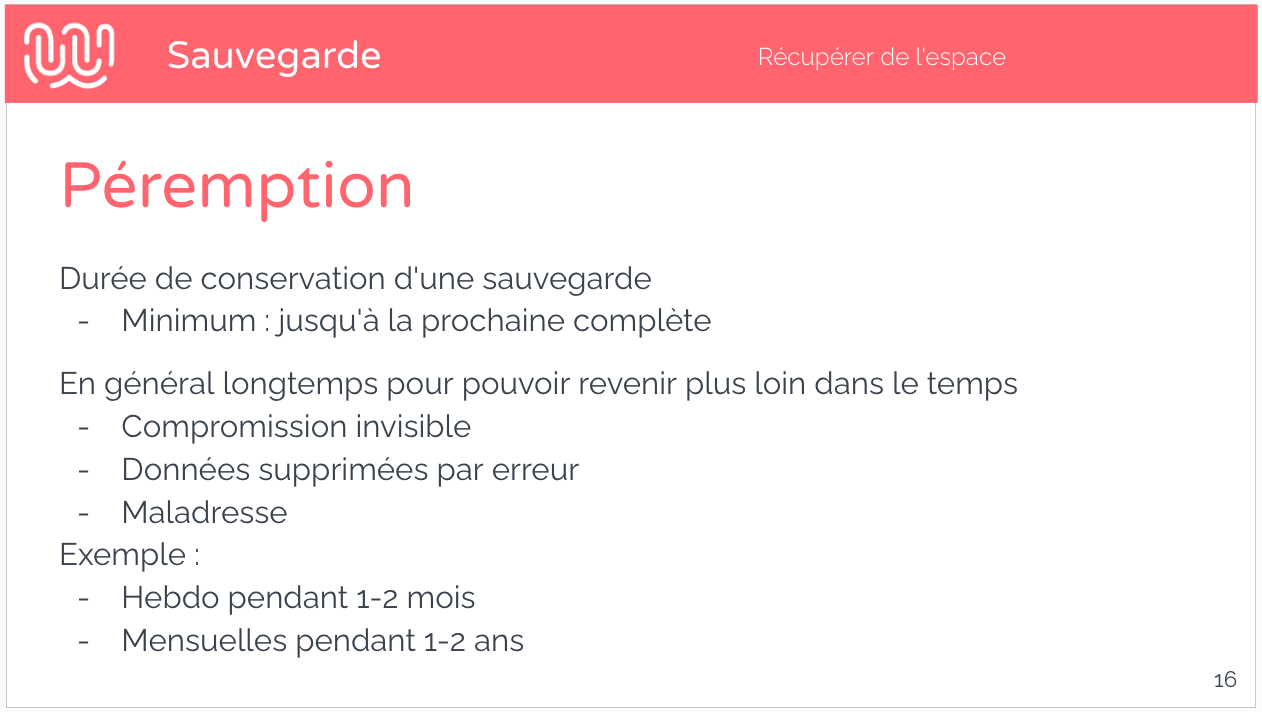 Sauvegarde
Récupérer de l'espace
Péremption
Durée de conservation d'une sauvegarde
- Minimum : jusqu'à la prochaine complète
En général longtemps pour pouvoir revenir plus loin dans le temps
- Compromission invisible
- Données supprimées par erreur
- Maladresse
Exemple :
- Hebdo pendant 1-2 mois
- Mensuelles pendant 1-2 ans
16